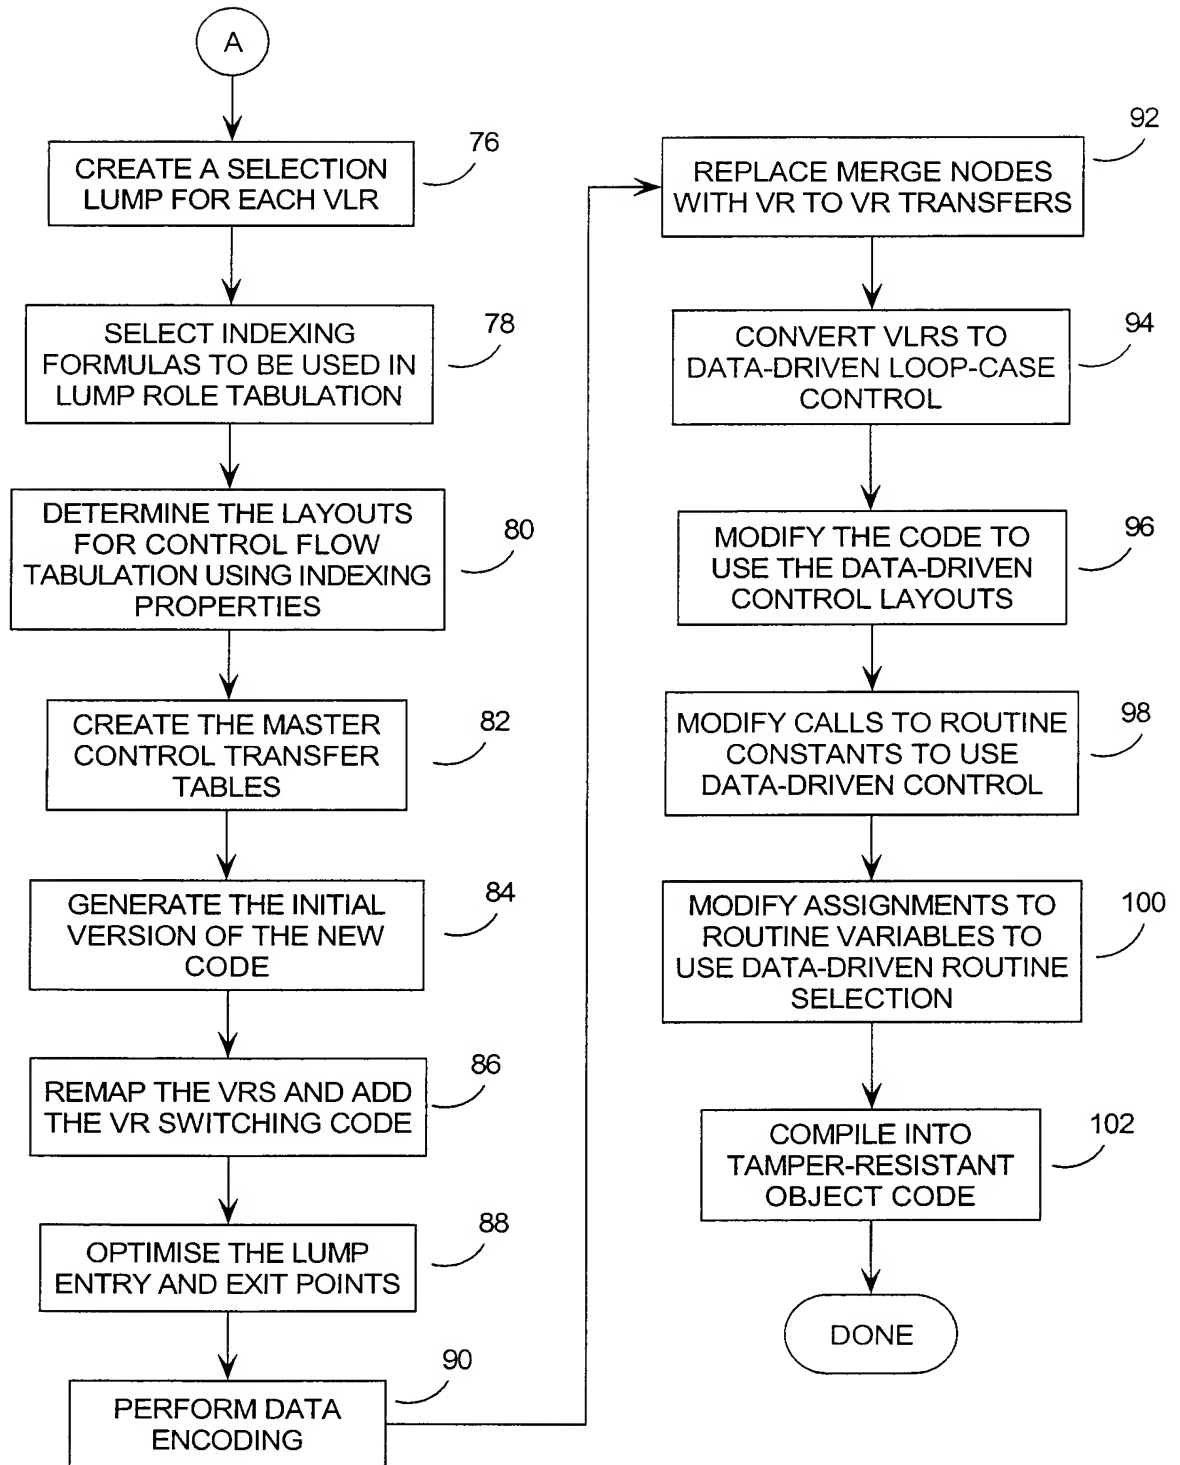 A
CREATE A SELECTION
LUMP FOR EACH VLR
76
SELECT INDEXING
FORMULAS TO BE USED IN
LUMP ROLE TABULATION
78
DETERMINE THE LAYOUTS
FOR CONTROL FLOW
TABULATION USING INDEXING
PROPERTIES
80
CREATE THE MASTER
CONTROL TRANSFER
TABLES
82
GENERATE THE INITIAL
VERSION OF THE NEW
CODE
84
REMAP THE VRS AND ADD
THE VR SWITCHING CODE
86
OPTIMISE THE LUMP
ENTRY AND EXIT POINTS
88
PERFORM DATA
ENCODING
90
REPLACE MERGE NODES
WITH VR TO VR TRANSFERS
92
CONVERT VLRS TO
DATA-DRIVEN LOOP-CASE
CONTROL
94
MODIFY THE CODE TO
USE THE DATA-DRIVEN
CONTROL LAYOUTS
96
MODIFY CALLS TO ROUTINE
CONSTANTS TO USE
DATA-DRIVEN CONTROL
98
MODIFY ASSIGNMENTS TO
ROUTINE VARIABLES TO
USE DATA-DRIVEN ROUTINE
SELECTION
100
COMPILE INTO
TAMPER-RESISTANT
OBJECT CODE
102
DONE